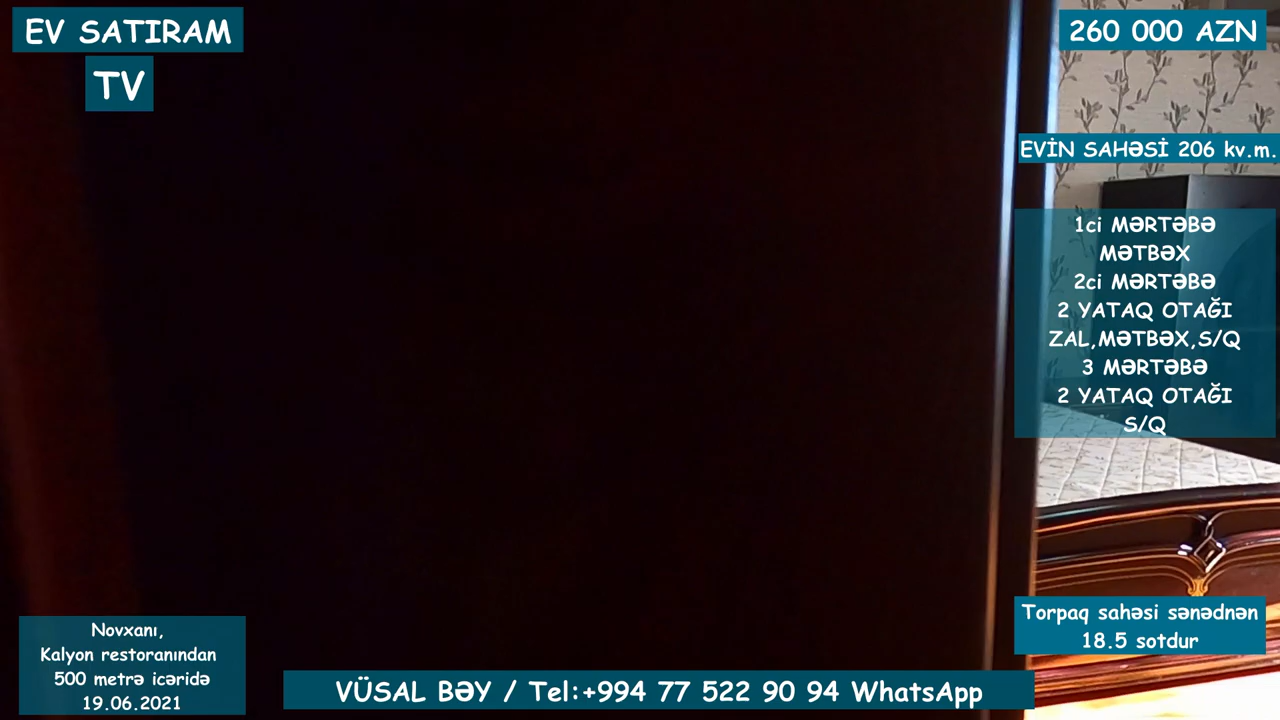 EV SATIRAM
TV
260 000 AZN
EVİN SAHƏSİ 206 kv.m.
1ci MƏRTƏBƏ
MƏTBƏX
2ci MƏRTƏBƏ
2 YATAQ OTAĞI
ZAL,MƏTBƏX,S/Q
3 MƏRTƏBƏ
2 YATAQ OTAĞI
S/Q
Torpaq sahəsi sənədnən
18.5 sotdur
Novxanı,
Kalyon restoranından
500 metrə icəridə
19.06.2021
VÜSAL BƏY / Tel:+994 77 522 90 94 WhatsApp